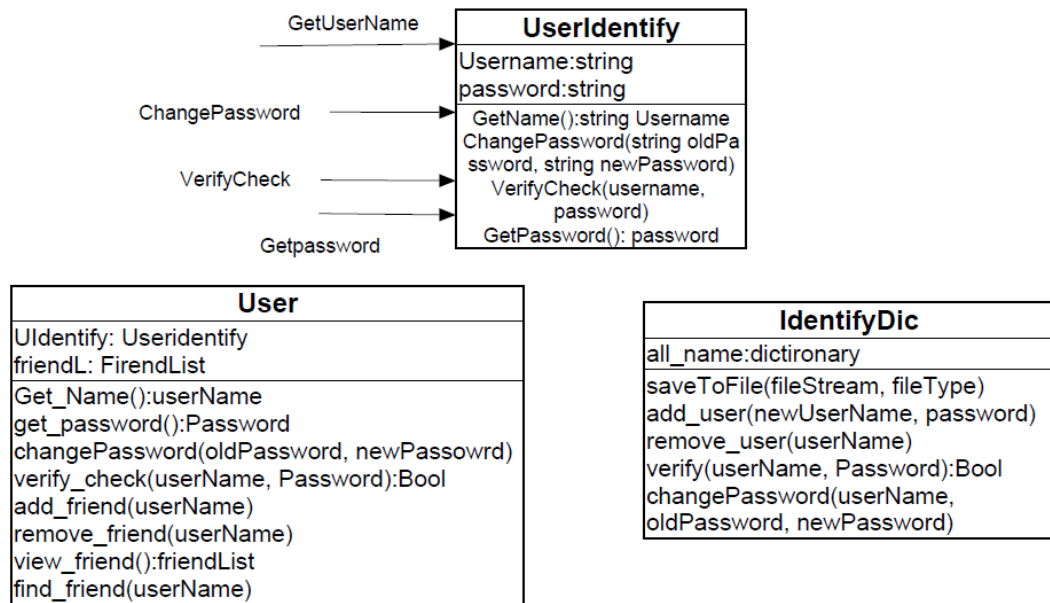 GetUserName
ChangePassword
VerifyCheck
Getpassword
UserIdentify
Username:string
password:string
GetName():string Username
ChangePassword(string oldPa
ssword, string newPassword)
VerifyCheck(username,
password)
GetPassword(): password
User
UIdentify: Useridentify
friendL: FirendList
Get_Name():userName
get_password():Password
changePassword(oldPassword, newPassowrd)
verify_check(userName, Password):Bool
add_friend(userName)
remove_friend(userName)
view_friend():friendList
find_friend(userName)
IdentifyDic
all_name:dictironary
saveToFile(fileStream, fileType)
add_user(newUserName, password)
remove_user(userName)
verify(userName, Password):Bool
changePassword(userName,
oldPassword, newPassword)